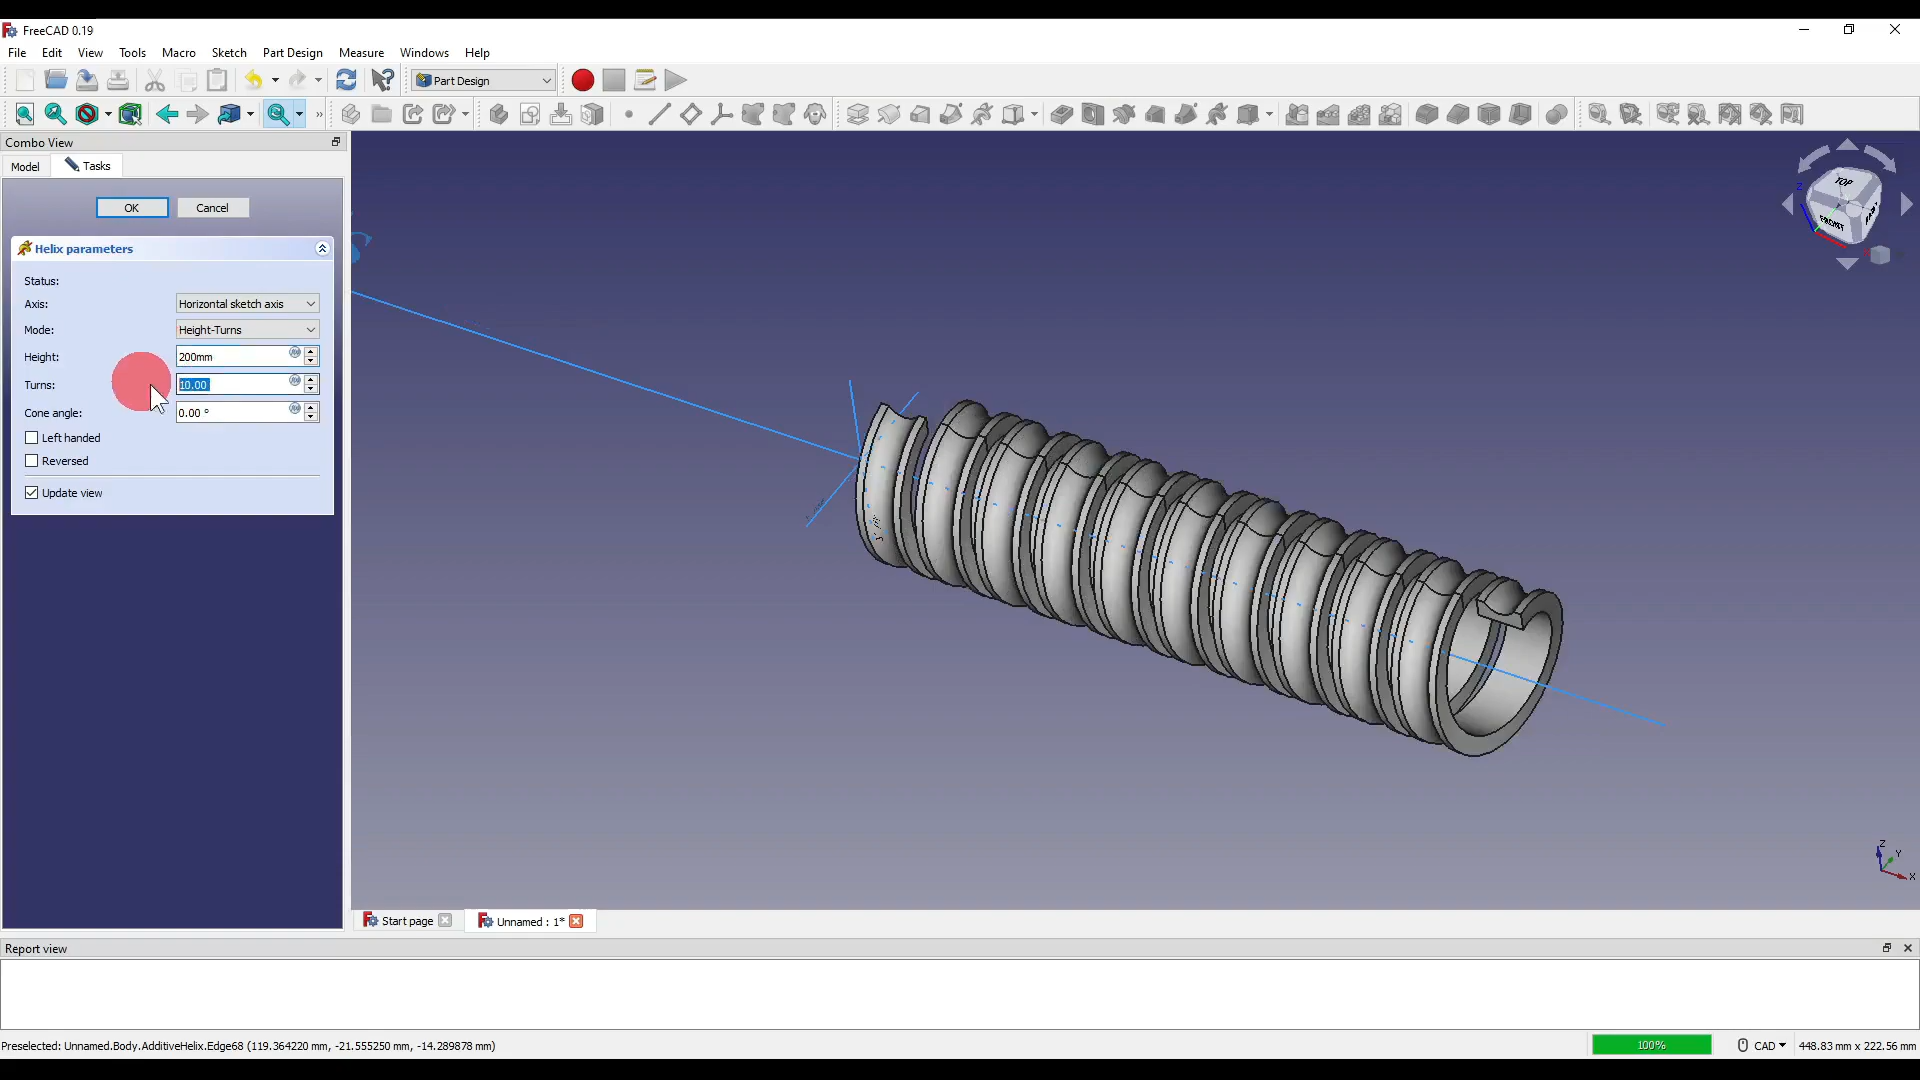 FreeCAD 0.19
File Edit View Tools Macro Sketch Part Design Measure Windows Help
Part Design
Combo View
Model Tasks
OK Cancel
Helix parameters
Status:
Axis: Horizontal sketch axis
Mode: Height-Turns
Height: 200mm
Turns: 10.00
Cone angle: 0.00 °
Left handed
Reversed
Update view
TOP
FRONT
Z
Z
Y
X
Start page Unnamed : 1*
Report view
Preselected: Unnamed.Body.AdditiveHelix.Edge68 (119.364220 mm, -21.555250 mm, -14.289878 mm)
100% CAD 448.83 mm x 222.56 mm